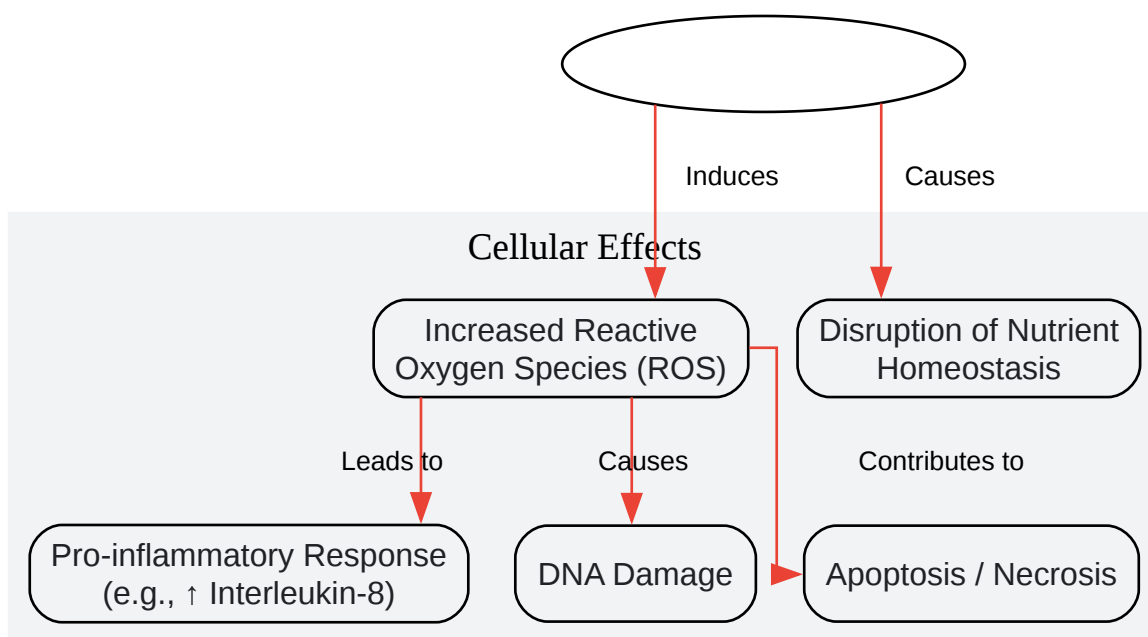 Induces
Causes
Cellular Effects
Increased Reactive
Oxygen Species (ROS)
Disruption of Nutrient
Homeostasis
Leads to
Causes
Contributes to
Pro-inflammatory Response
(e.g., ↑ Interleukin-8)
DNA Damage
Apoptosis / Necrosis